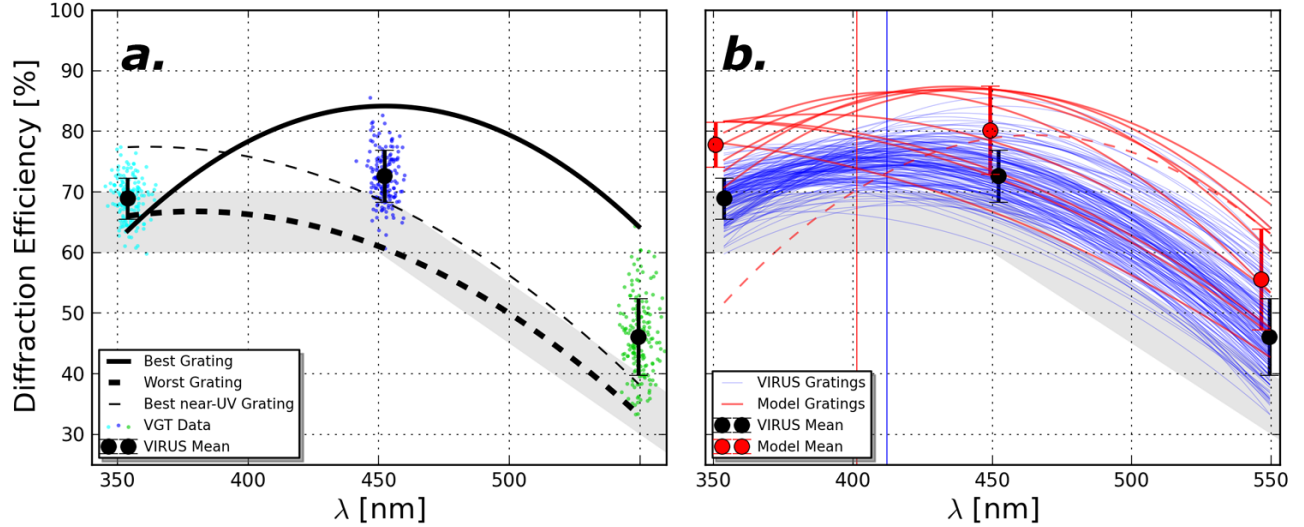 Diffraction Efficiency [%]
100
90
80
70
60
50
40
30
a.
Best Grating
Worst Grating
Best near-UV Grating
VGT Data
VIRUS Mean
350
400
450
500
λ [nm]
b.
VIRUS Gratings
Model Gratings
VIRUS Mean
Model Mean
350
400
450
500
550
λ [nm]